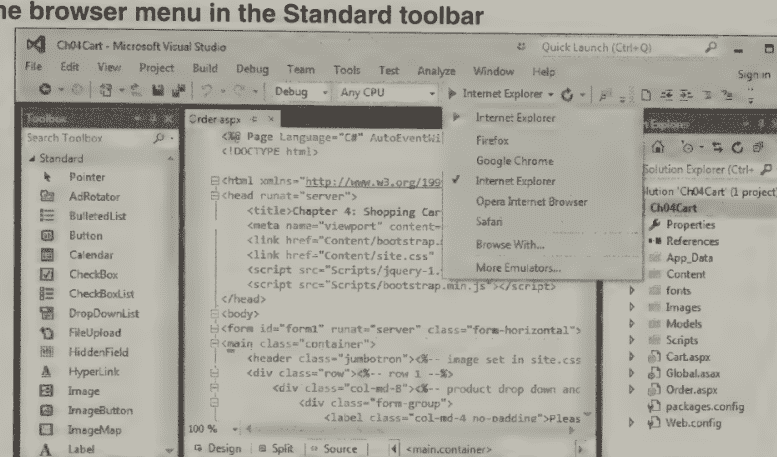 he browser menu in the Standard toolbar
Ch04Cart - Microsoft Visual Studio
Quick Launch (Ctrl+Q)
File Edit View Project Build Debug Team Tools Test Analyze Window Help
Sign in
Debug Any CPU Internet Explorer
Toolbox
Search Toolbox
Standard
Pointer
AdRotator
BulletedList
Button
Calendar
CheckBox
CheckBoxList
DropDownList
FileUpload
HiddenField
HyperLink
Image
ImageButton
ImageMap
Label
Order.aspx
<%@ Page Language="C#" AutoEventWi
<!DOCTYPE html>
<html xmlns="http://www.w3.org/199
<head runat="server">
<title>Chapter 4: Shopping Car
<meta name="viewport" content=
<link href="Content/bootstrap.
<link href="Content/site.css"
<script src="Scripts/jquery-1.
<script src="Scripts/bootstrap.min.js"></script>
</head>
<body>
<form id="form1" runat="server" class="form-horizontal">
<main class="container">
<header class="jumbotron"><%-- image set in site.css
<div class="row"><%-- row 1 --%>
<div class="col-md-8"><%-- product drop down and
<div class="form-group">
<label class="col-md-4 no-padding">Pleas
100 %
Design Split Source <main.container>
Internet Explorer
Firefox
Google Chrome
Internet Explorer
Opera Internet Browser
Safari
Browse With...
More Emulators...
n Explorer
Solution Explorer (Ctrl+
lution 'Ch04Cart' (1 project)
Ch04Cart
Properties
References
App_Data
Content
fonts
Images
Models
Scripts
Cart.aspx
Global.asax
Order.aspx
packages.config
Web.config